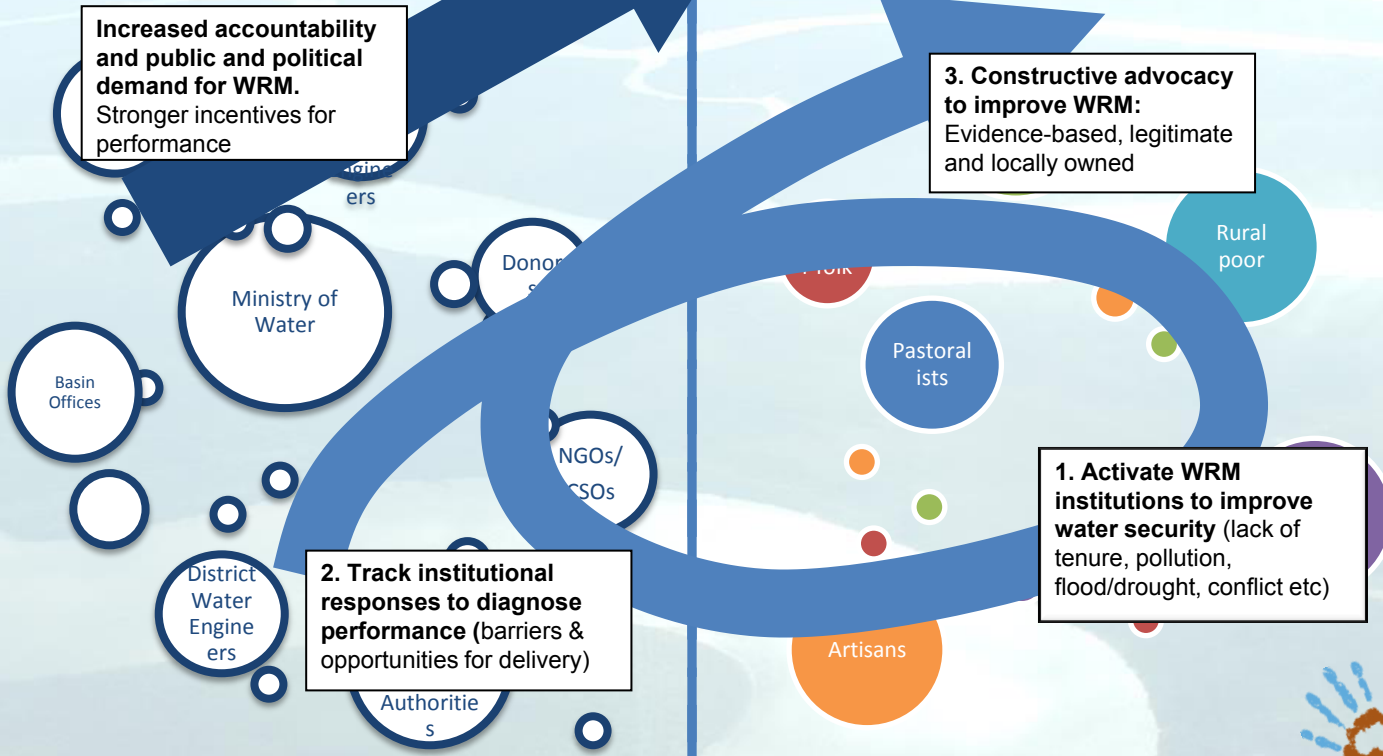 Increased accountability
and public and political
demand for WRM.
Stronger incentives for
performance
ers
3. Constructive advocacy
to improve WRM:
Evidence-based, legitimate
and locally owned
Rural
poor
Donor
s
Ministry of
Water
Pastoral
ists
Basin
Offices
NGOs/
CSOs
1. Activate WRM
institutions to improve
water security (lack of
tenure, pollution,
flood/drought, conflict etc)
District
Water
Engine
ers
2. Track institutional
responses to diagnose
performance (barriers &
opportunities for delivery)
Artisans
Authoritie
s